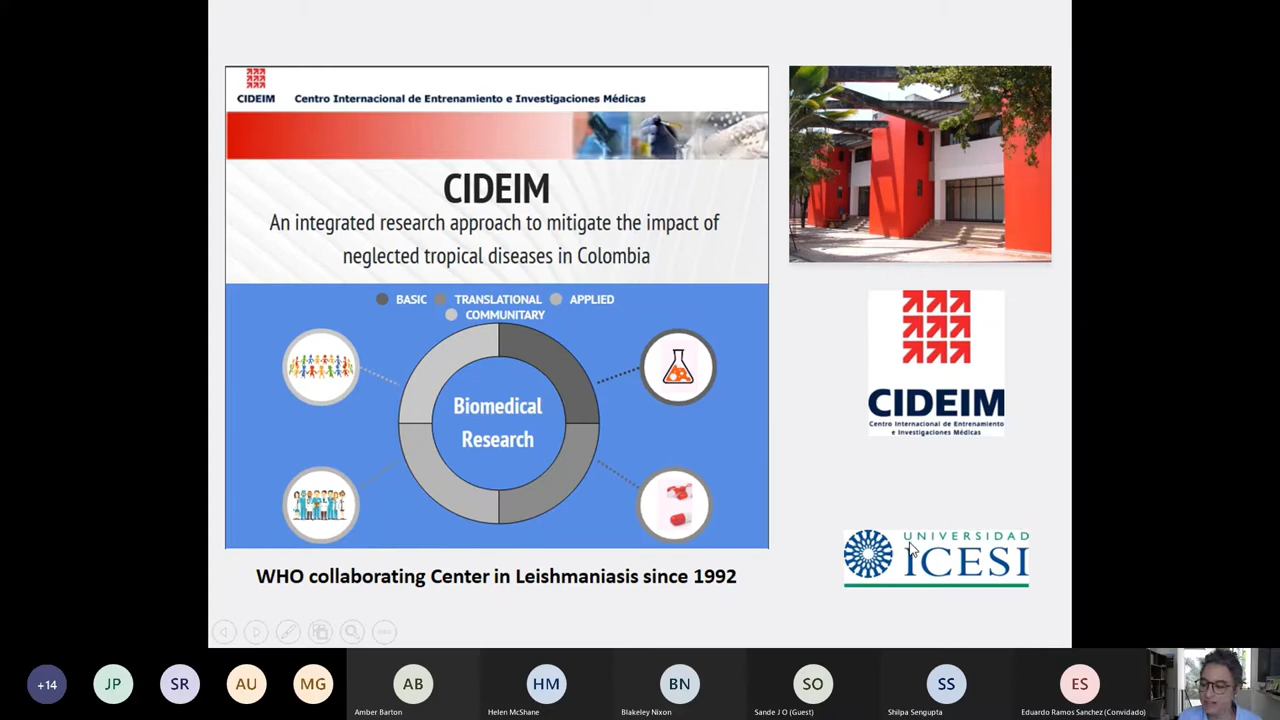 CIDEIM
Centro Internacional de Entrenamiento e Investigaciones Médicas
CIDEIM
An integrated research approach to mitigate the impact of
neglected tropical diseases in Colombia
BASIC TRANSLATIONAL APPLIED
COMMUNITARY
Biomedical
Research
WHO collaborating Center in Leishmaniasis since 1992
CIDEIM
Centro Internacional de Entrenamiento
e Investigaciones Médicas
UNIVERSIDAD
ICESI
+14
JP
SR
AU
MG
AB
Amber Barton
HM
Helen McShane
BN
Blakeley Nixon
SO
Sande J O (Guest)
SS
Shilpa Sengupta
ES
Eduardo Ramos Sanchez (Convidado)